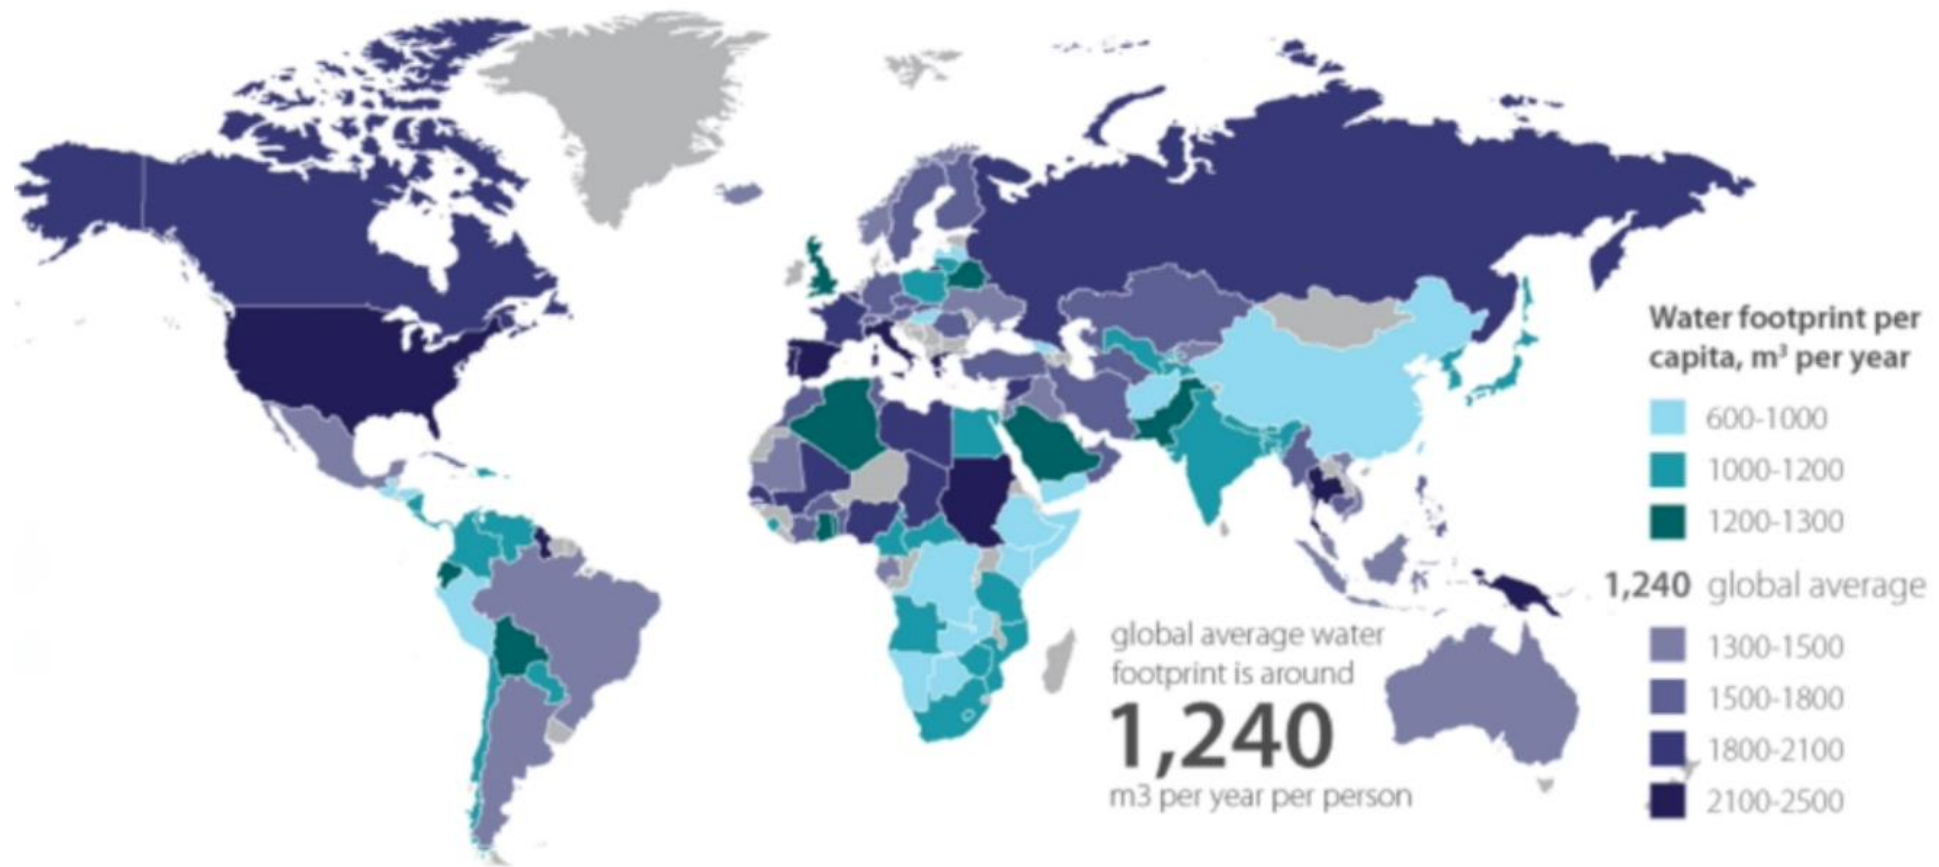 Water footprint per
capita, m³ per year
600-1000
1000-1200
1200-1300
1,240 global average
1300-1500
1500-1800
1800-2100
2100-2500
global average water
footprint is around
1,240
m3 per year per person